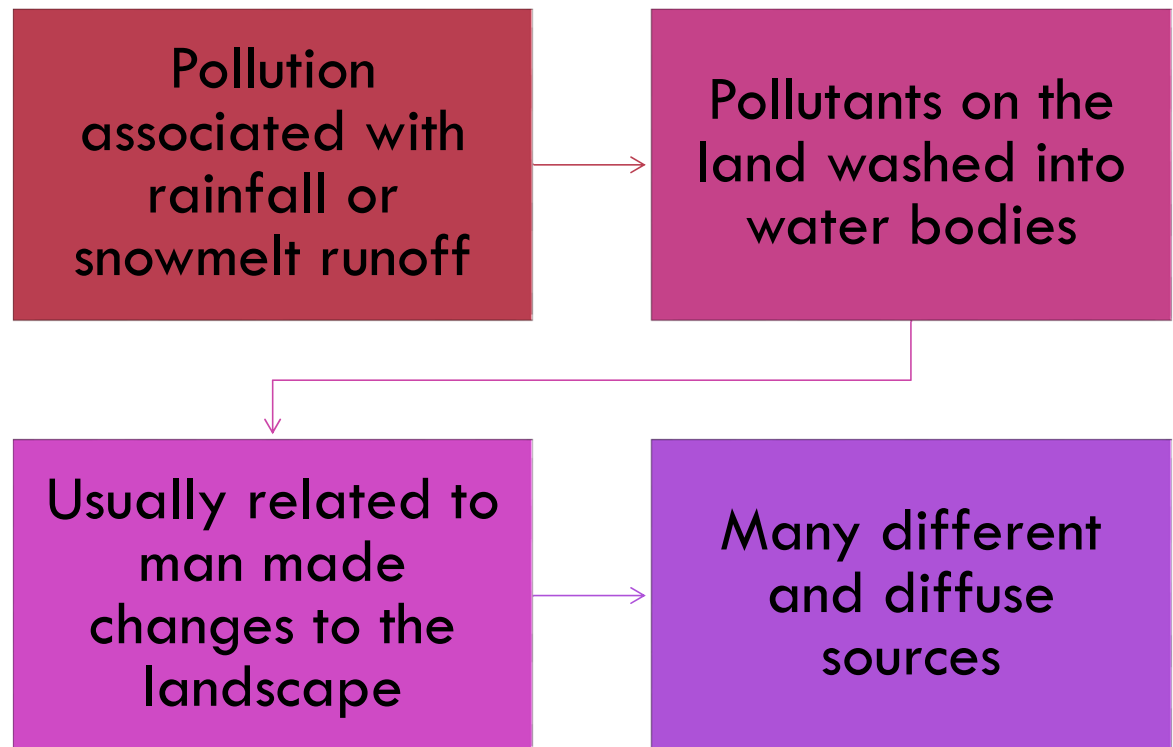 Pollution
associated with
rainfall or
snowmelt runoff
Pollutants on the
land washed into
water bodies
Usually related to
man made
changes to the
landscape
Many different
and diffuse
sources